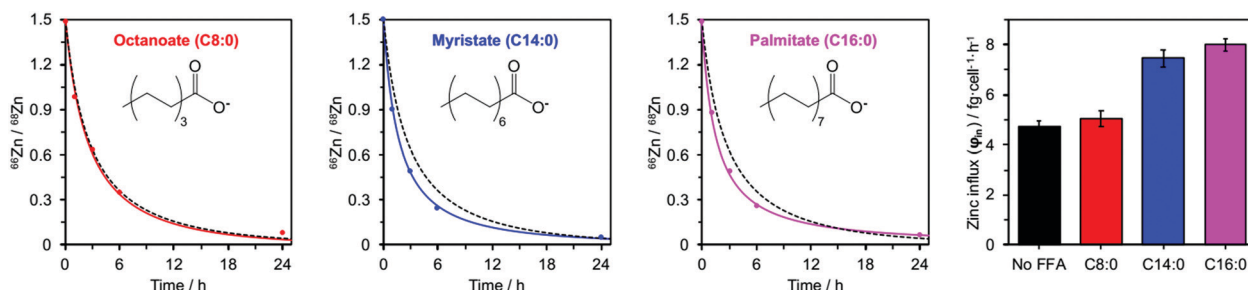 1.5
1.2
0.9
0.6
0.3
0
⁶⁶Zn / ⁶⁸Zn
Octanoate (C8:0)
O
O⁻
3
0 6 12 18 24
Time / h
1.5
1.2
0.9
0.6
0.3
0
⁶⁶Zn / ⁶⁸Zn
Myristate (C14:0)
O
O⁻
6
0 6 12 18 24
Time / h
1.5
1.2
0.9
0.6
0.3
0
⁶⁶Zn / ⁶⁸Zn
Palmitate (C16:0)
O
O⁻
7
0 6 12 18 24
Time / h
Zinc influx (φin) / fg·cell⁻¹·h⁻¹
8
6
4
2
0
No FFA C8:0 C14:0 C16:0